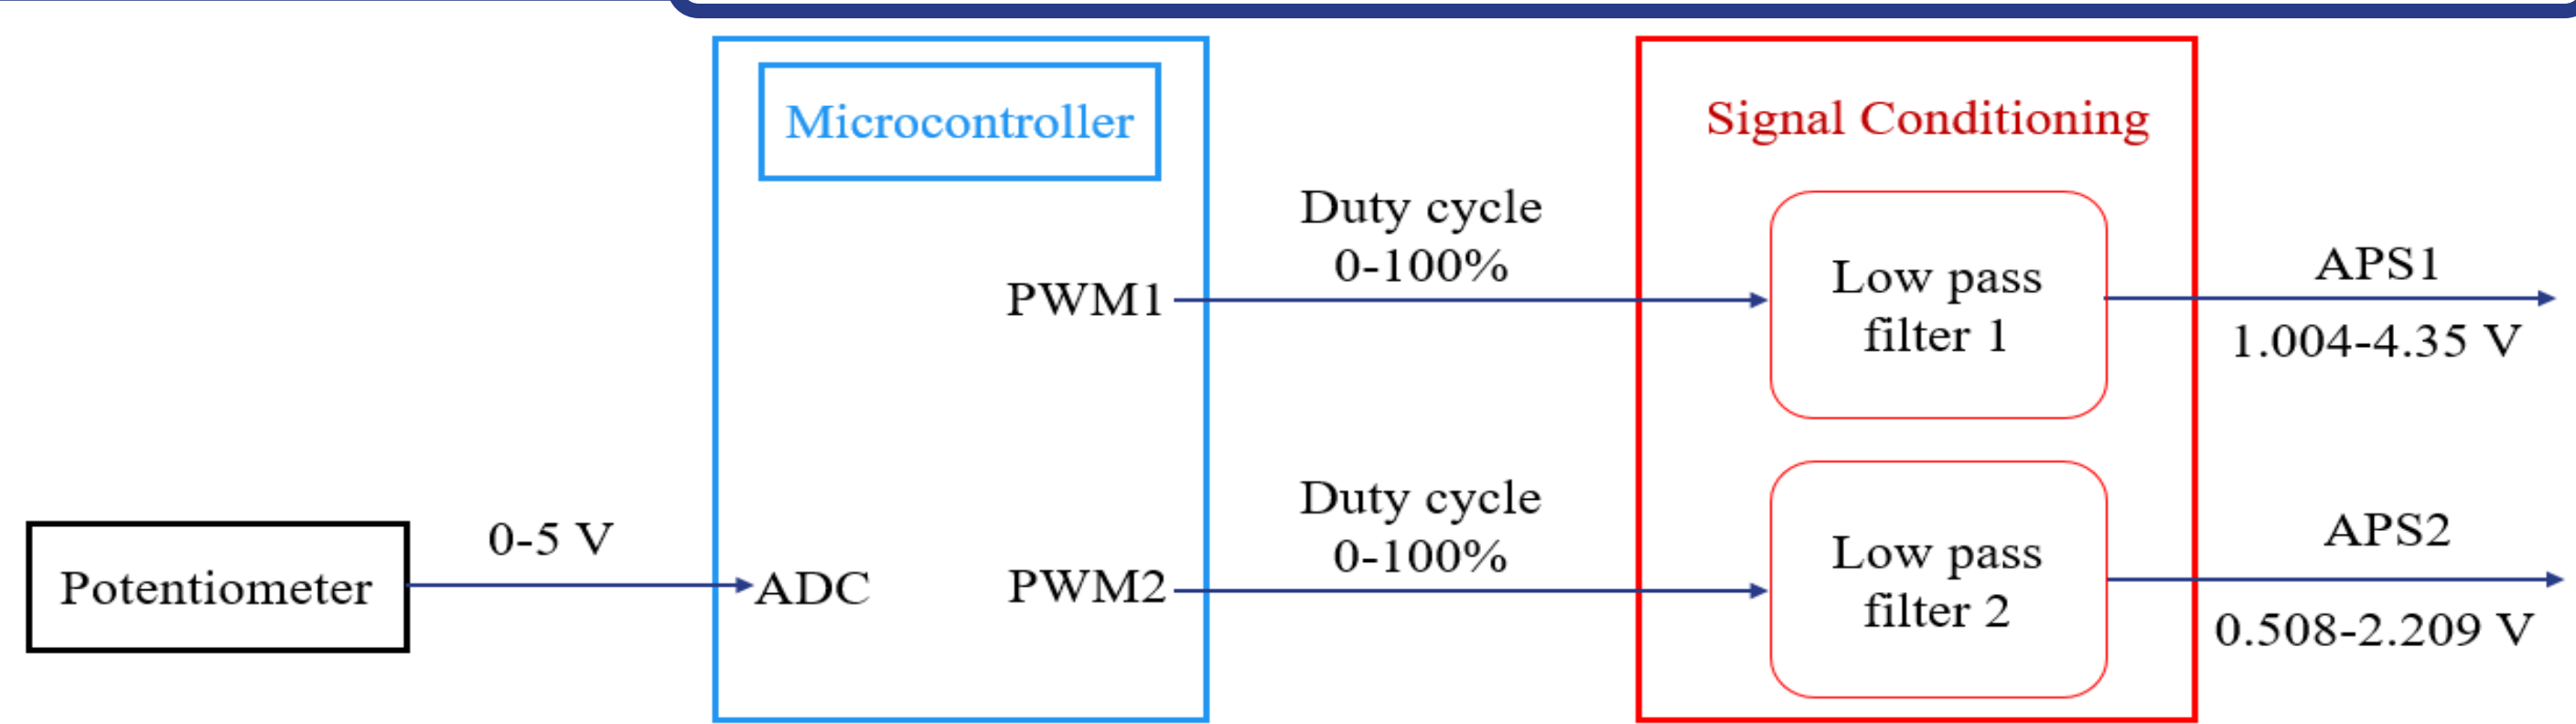 Microcontroller
Signal Conditioning
Duty cycle
0-100%
PWM1
Low pass
filter 1
APS1
1.004-4.35 V
Potentiometer
0-5 V
ADC
PWM2
Duty cycle
0-100%
Low pass
filter 2
APS2
0.508-2.209 V